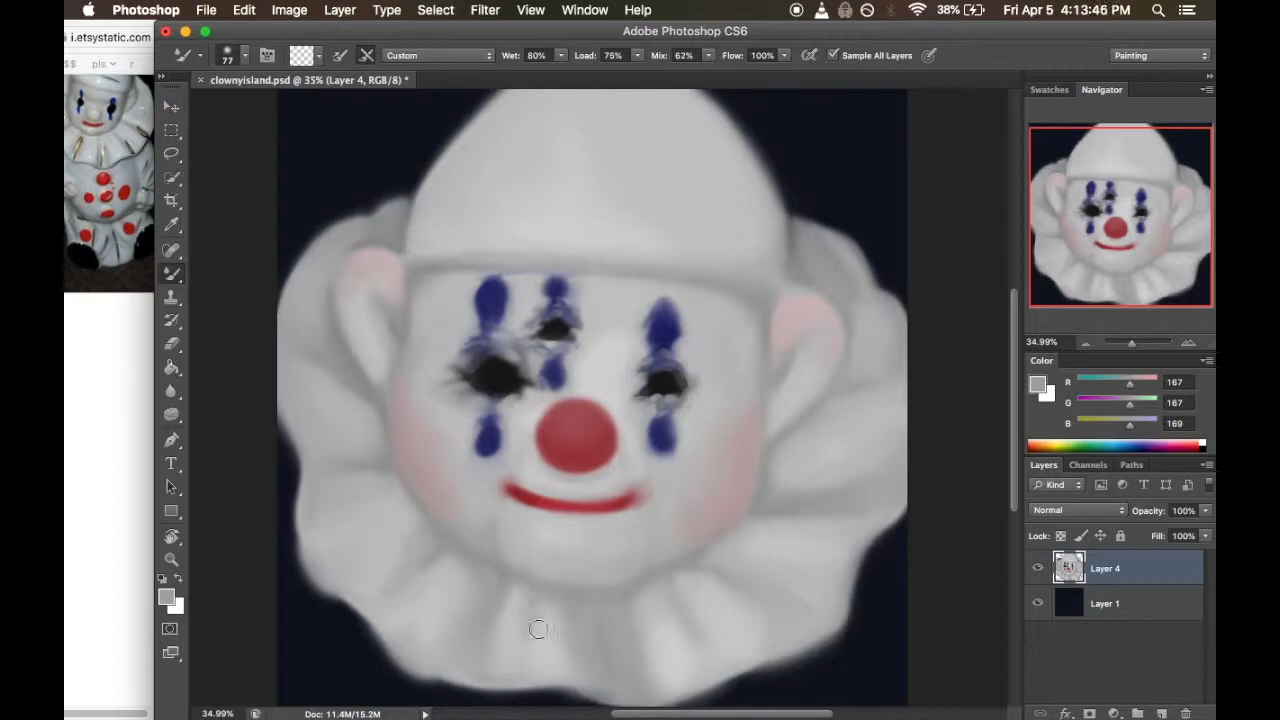 Photoshop File Edit Image Layer Type Select Filter View Window Help 38% Fri Apr 5 4:13:46 PM
i.etsystatic.com
Adobe Photoshop CS6
77 Custom Wet: 80% Load: 75% Mix: 62% Flow: 100% Sample All Layers Painting
$$ pls r
× clownyisland.psd @ 35% (Layer 4, RGB/8) *
Swatches Navigator
34.99%
Color
R 167
G 167
B 169
Layers Channels Paths
Kind
Normal Opacity: 100%
Lock: Fill: 100%
Layer 4
Layer 1
34.99% Doc: 11.4M/15.2M